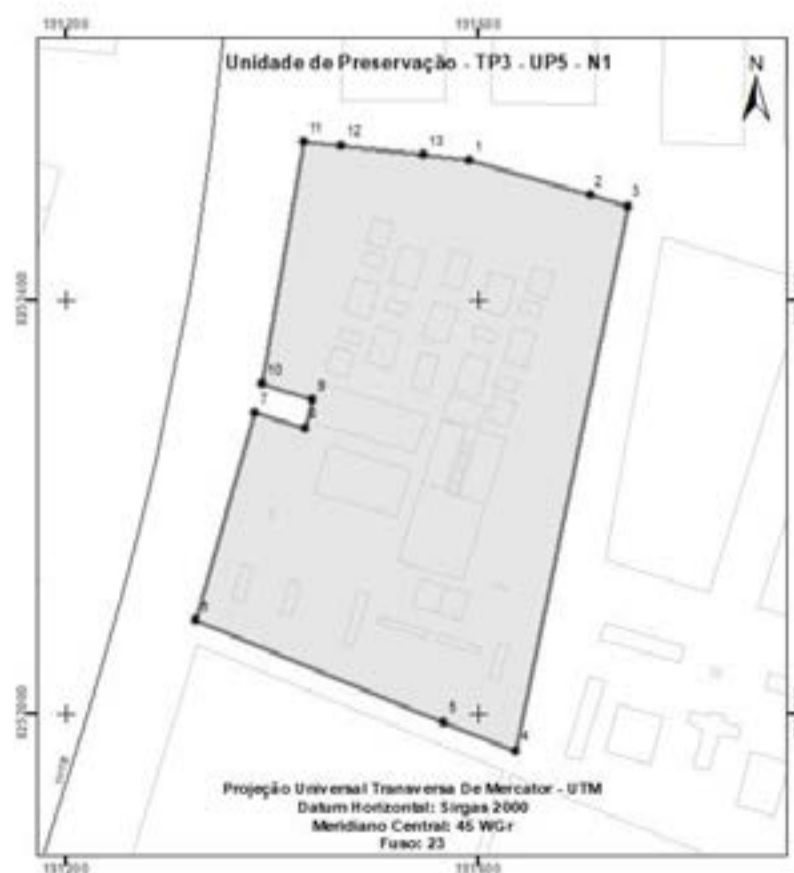 Unidade de Preservação - TP3 - UP5 - N1
N
11
12
13
1
2
3
10
9
7
8
6
5
4
Projeção Universal Transversa De Mercator - UTM
Datum Horizontal: Sirgas 2000
Meridiano Central: 45 WGr
Fuso: 23